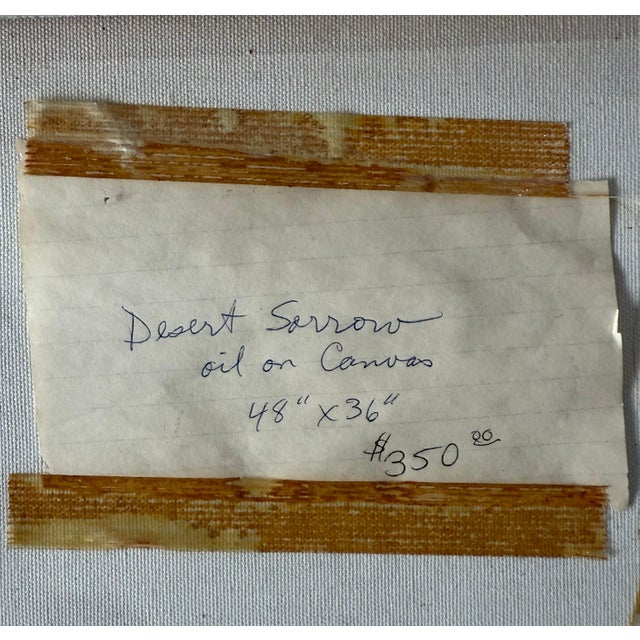 Desert Sorrow
oil on Canvas
48" x 36"
$350.00